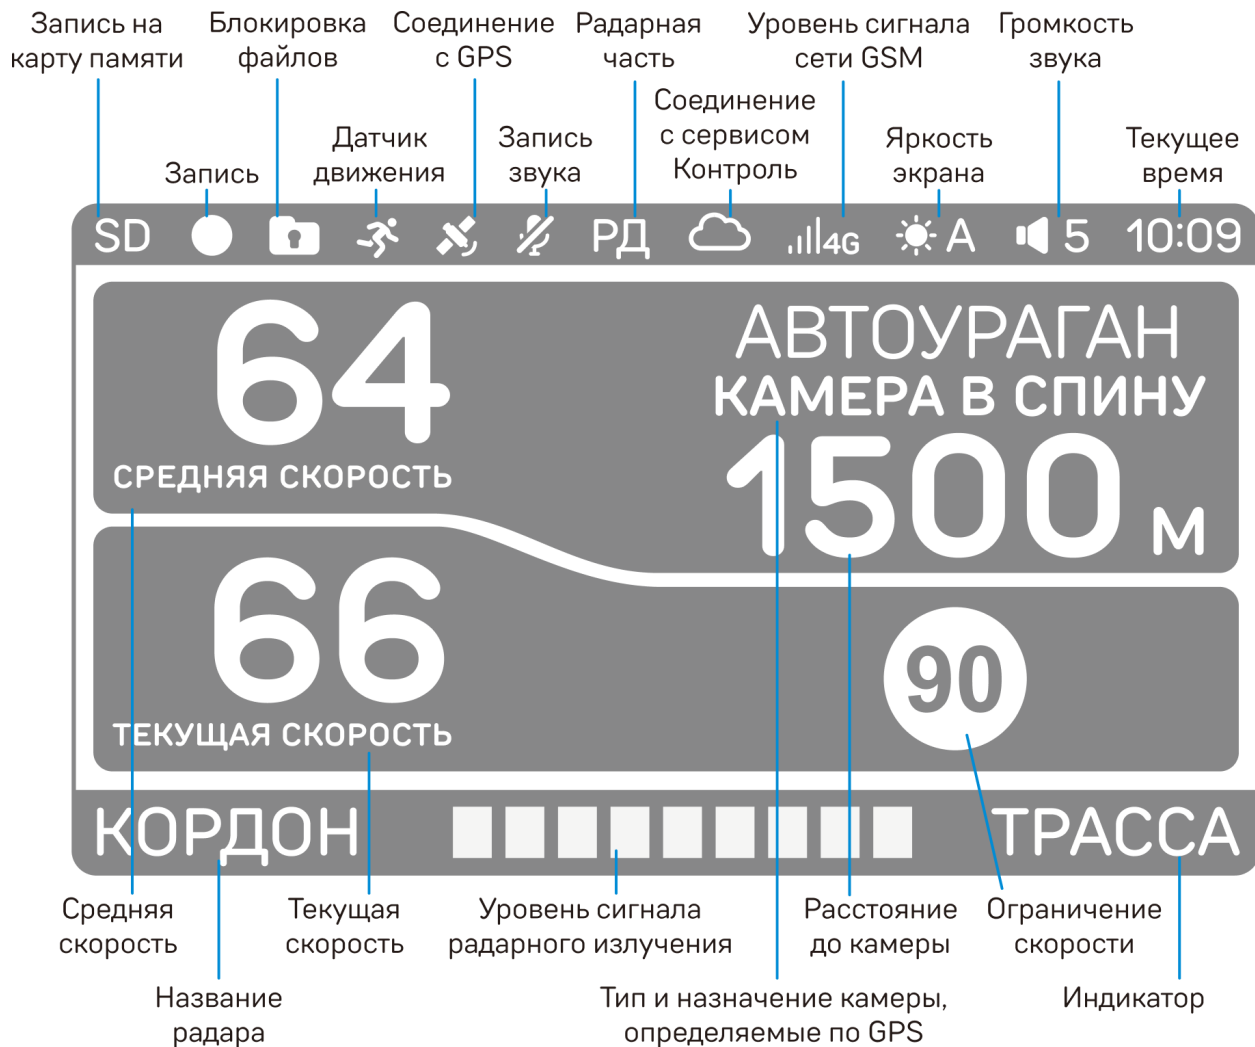 Запись на
карту памяти
Блокировка
файлов
Соединение
с GPS
Радарная
часть
Уровень сигнала
сети GSM
Громкость
звука
Запись
Датчик
движения
Запись
звука
Соединение
с сервисом
Контроль
Яркость
экрана
Текущее
время
SD РД 4G A 5 10:09
64
СРЕДНЯЯ СКОРОСТЬ
АВТОУРАГАН
КАМЕРА В СПИНУ
1500 м
66
ТЕКУЩАЯ СКОРОСТЬ
90
КОРДОН ТРАССА
Средняя
скорость
Текущая
скорость
Уровень сигнала
радарного излучения
Расстояние
до камеры
Ограничение
скорости
Название
радара
Тип и назначение камеры,
определяемые по GPS
Индикатор